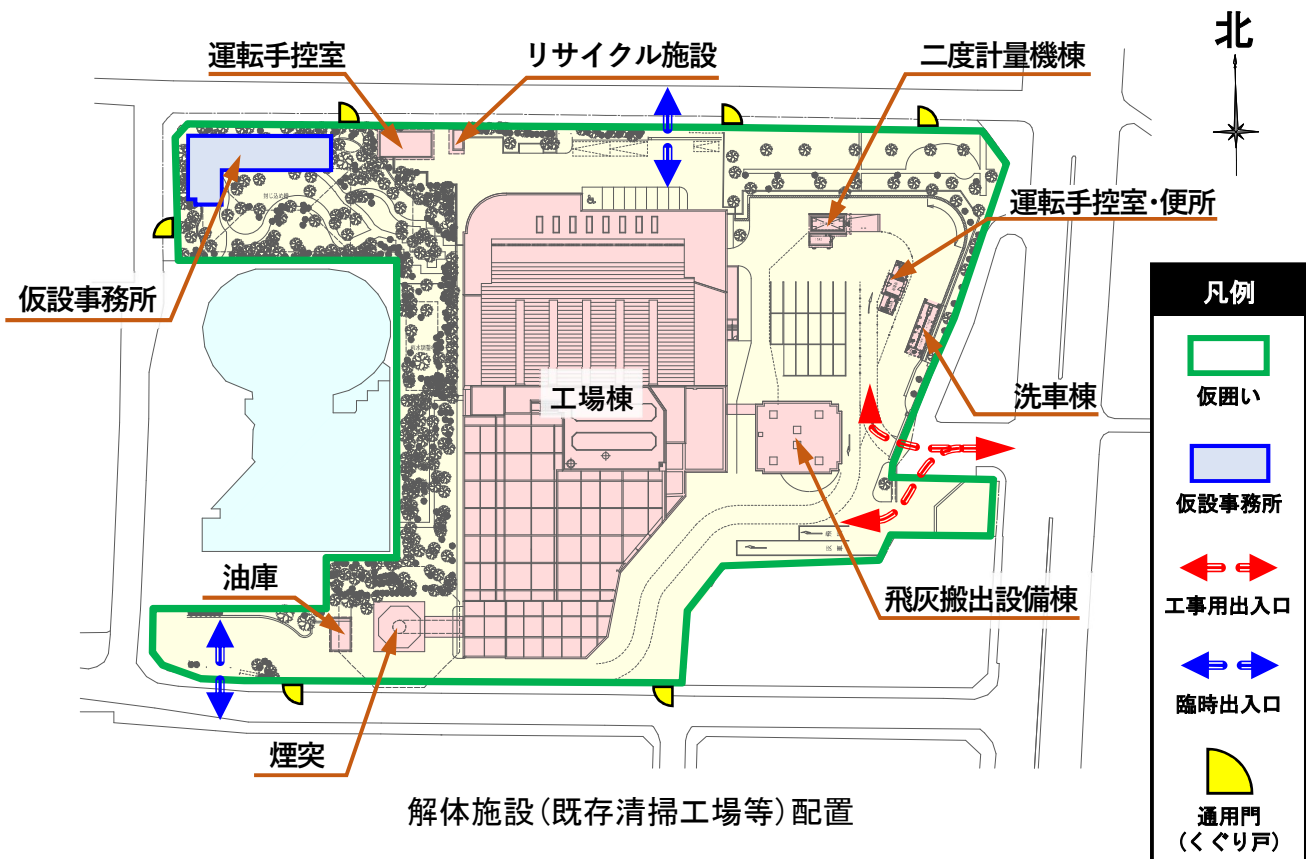 北
運転手控室
リサイクル施設
二度計量機棟
運転手控室・便所
仮設事務所
工場棟
洗車棟
油庫
飛灰搬出設備棟
煙突
解体施設(既存清掃工場等)配置
凡例
仮囲い
仮設事務所
工事用出入口
臨時出入口
通用門
(くぐり戸)